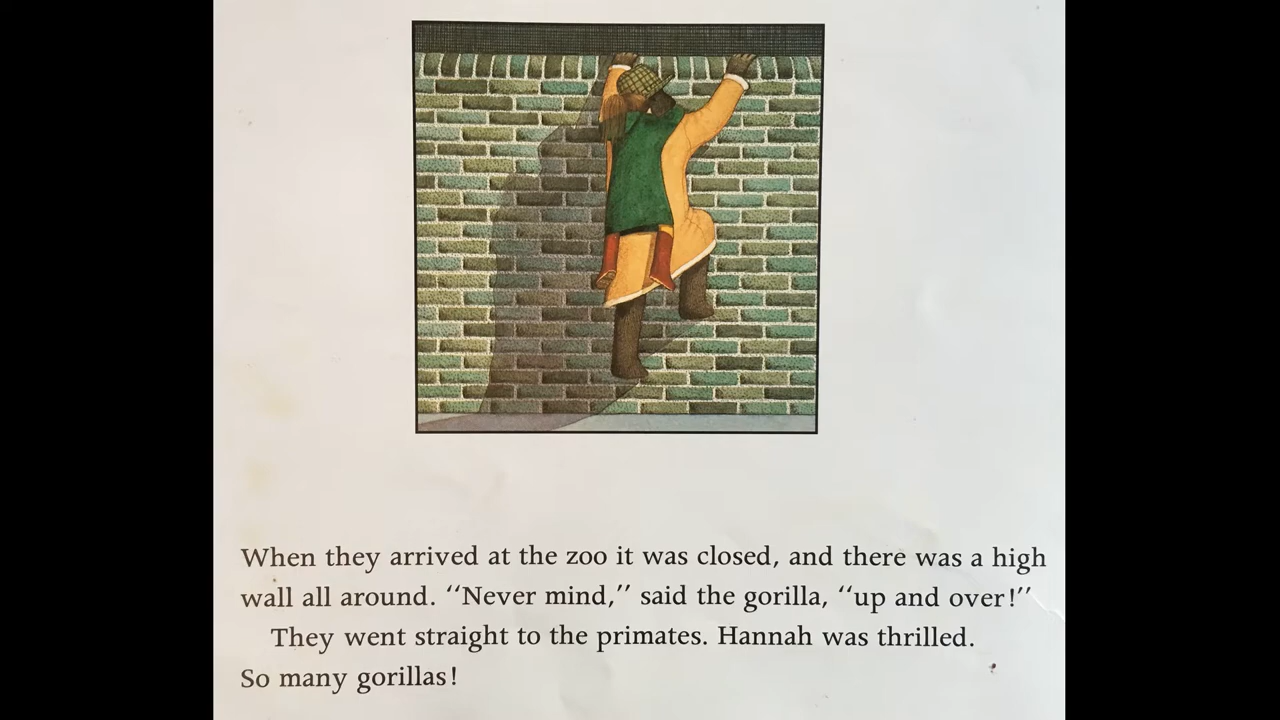 When they arrived at the zoo it was closed, and there was a high
wall all around. “Never mind,” said the gorilla, “up and over!”
They went straight to the primates. Hannah was thrilled.
So many gorillas!